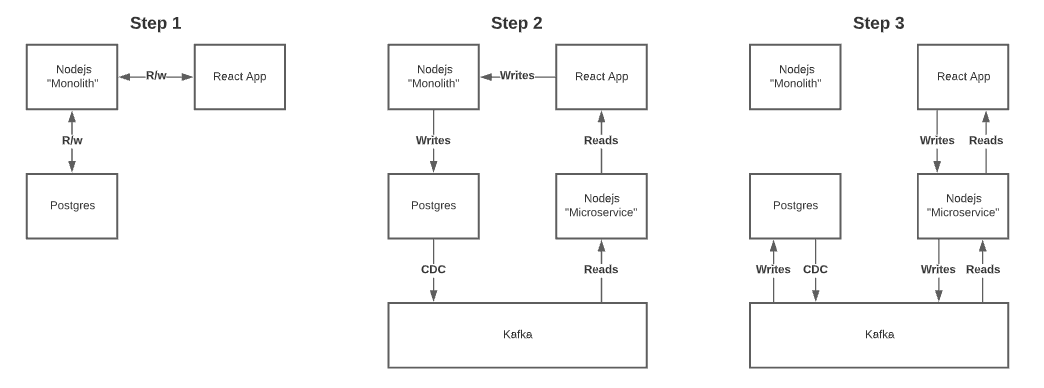 Step 1
Nodejs
"Monolith"
R/w
React App
R/w
Postgres
Step 2
Nodejs
"Monolith"
Writes
React App
Writes
Reads
Postgres
Nodejs
"Microservice"
CDC
Reads
Kafka
Step 3
Nodejs
"Monolith"
React App
Writes
Reads
Postgres
Nodejs
"Microservice"
Writes
CDC
Writes
Reads
Kafka